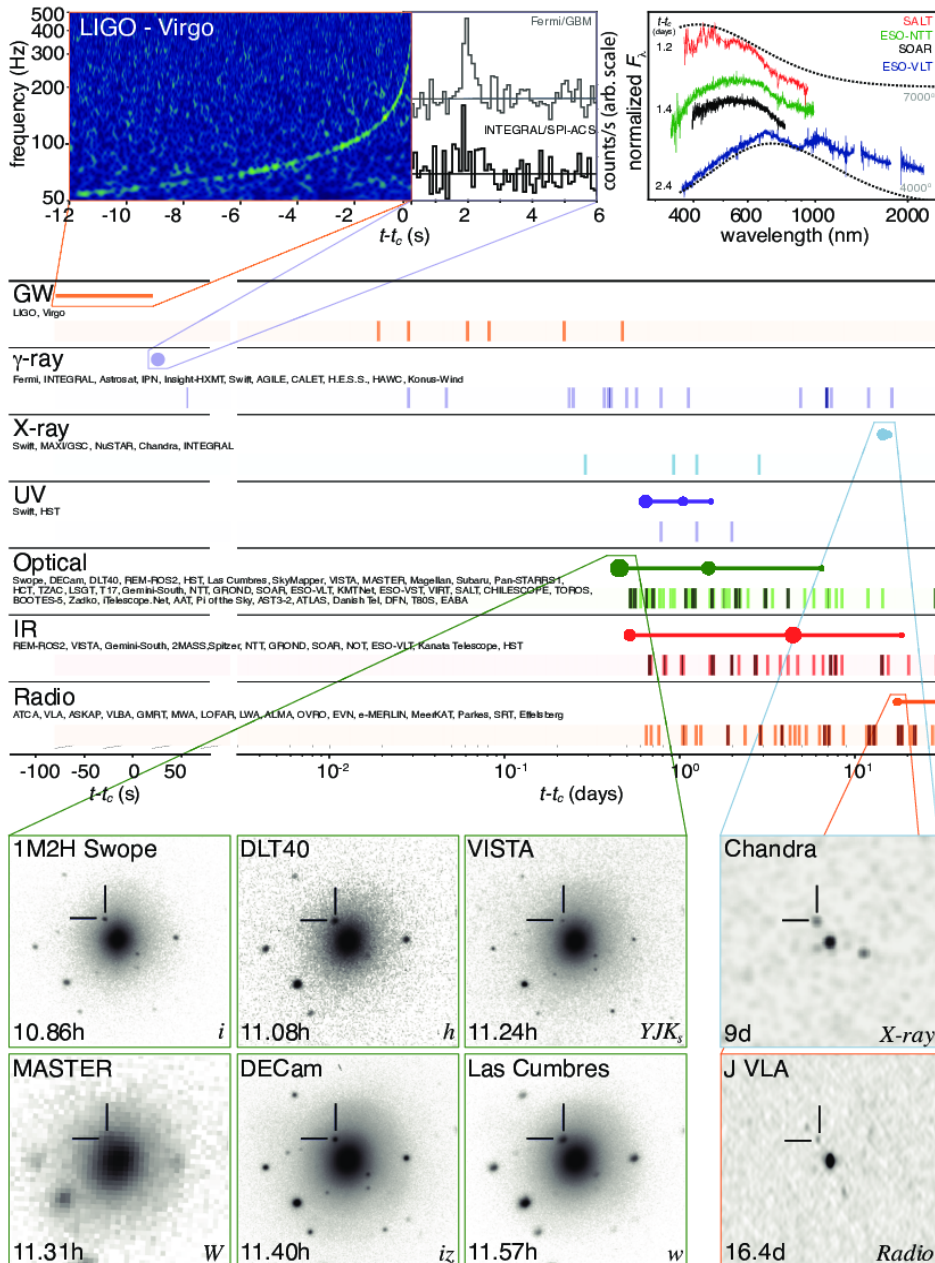 LIGO - Virgo
Fermi/GBM
INTEGRAL/SPI-ACS
frequency (Hz)
500
400
300
200
100
50
-12
-10
-8
-6
-4
-2
0
2
4
6
t-tc (s)
counts/s (arb. scale)
normalized Fλ
t-tc
(days)
1.2
1.4
2.4
SALT
ESO-NTT
SOAR
ESO-VLT
7000°
4000°
400
600
1000
2000
wavelength (nm)
GW
LIGO, Virgo
γ-ray
Fermi, INTEGRAL, Astrosat, IPN, Insight-HXMT, Swift, AGILE, CALET, H.E.S.S., HAWC, Konus-Wind
X-ray
Swift, MAXI/GSC, NuSTAR, Chandra, INTEGRAL
UV
Swift, HST
Optical
Swope, DECam, DLT40, REM-ROS2, HST, Las Cumbres, SkyMapper, VISTA, MASTER, Magellan, Subaru, Pan-STARRS1,
HCT, TZAC, LSGT, T17, Gemini-South, NTT, GROND, SOAR, ESO-VLT, KMTNet, ESO-VST, VIRT, SALT, CHILESCOPE, TOROS,
BOOTES-5, Zadko, iTelescope.Net, AAT, Pi of the Sky, AST3-2, ATLAS, Danish Tel, DFN, T80S, EABA
IR
REM-ROS2, VISTA, Gemini-South, 2MASS,Spitzer, NTT, GROND, SOAR, NOT, ESO-VLT, Kanata Telescope, HST
Radio
ATCA, VLA, ASKAP, VLBA, GMRT, MWA, LOFAR, LWA, ALMA, OVRO, EVN, e-MERLIN, MeerKAT, Parkes, SRT, Effelsberg
-100
-50
0
50
10⁻²
10⁻¹
10⁰
10¹
t-tc (s)
t-tc (days)
1M2H Swope
10.86h
i
DLT40
11.08h
h
VISTA
11.24h
YJKs
Chandra
9d
X-ray
MASTER
11.31h
W
DECam
11.40h
iz
Las Cumbres
11.57h
w
J VLA
16.4d
Radio